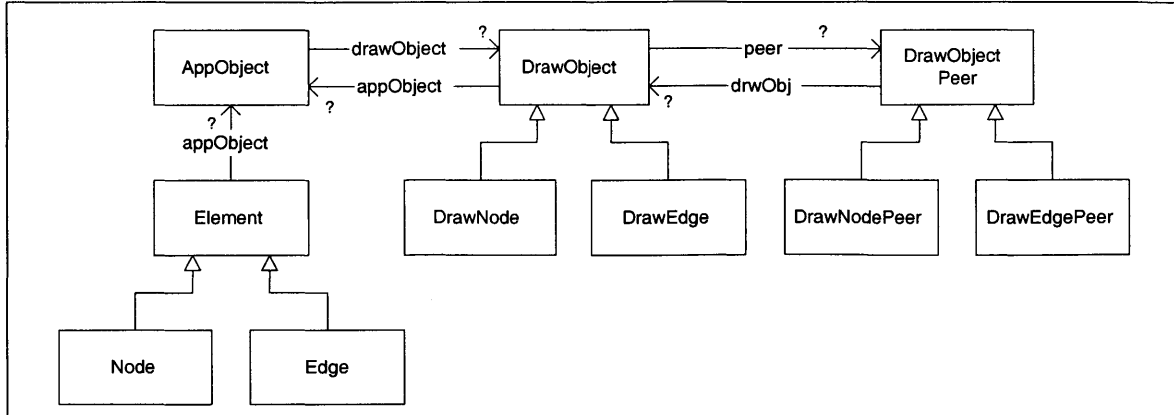 ? ?
drawObject peer
AppObject DrawObject DrawObject
Peer
appObject drwObj
? ?
?
appObject
Element DrawNode DrawEdge DrawNodePeer DrawEdgePeer
Node Edge